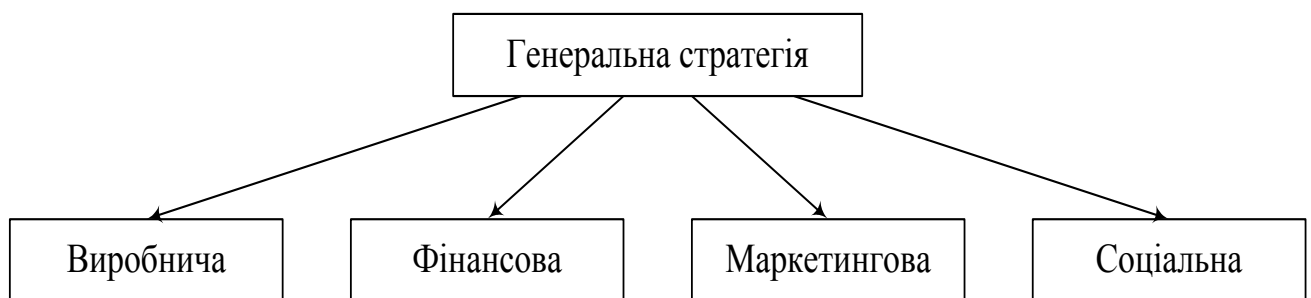 Генеральна стратегія
Виробнича
Фінансова
Маркетингова
Соціальна